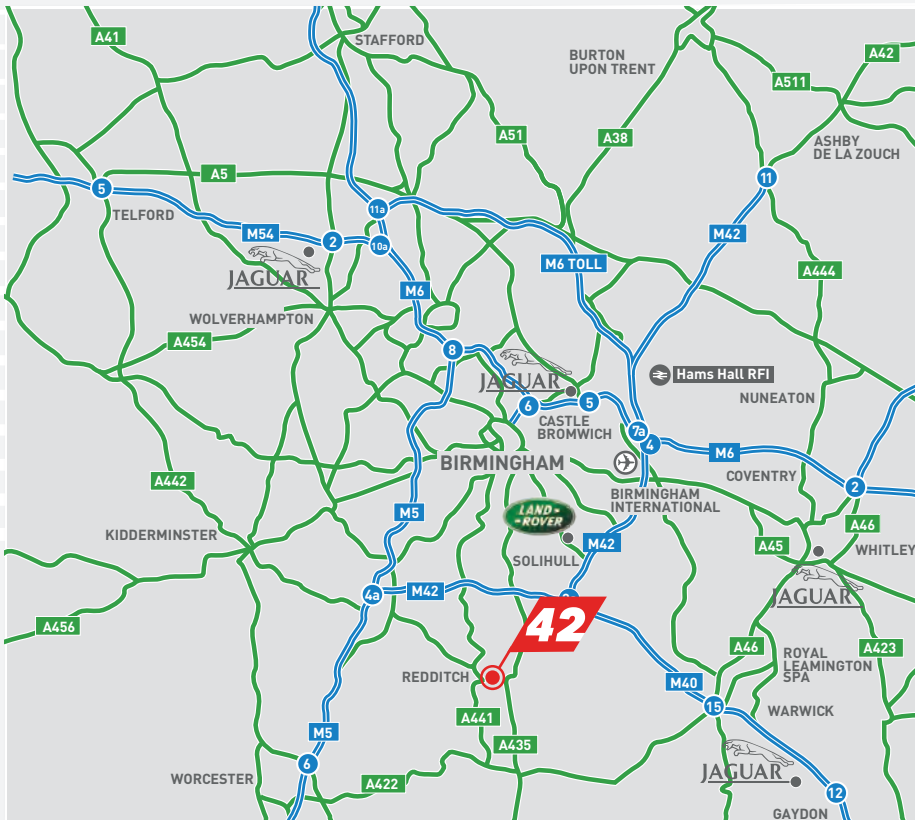 A41
STAFFORD
BURTON
UPON TRENT
A42
A511
A51
A38
ASHBY
DE LA ZOUCH
A5
5
11
11a
TELFORD
M54
2
10a
M42
M6 TOLL
A444
JAGUAR
M6
WOLVERHAMPTON
A454
8
JAGUAR
Hams Hall RFI
NUNEATON
6
5
CASTLE
BROMWICH
7a
4
M6
BIRMINGHAM
COVENTRY
A442
2
BIRMINGHAM
INTERNATIONAL
M5
LAND-
-ROVER
A46
KIDDERMINSTER
M42
A45
WHITLEY
SOLIHULL
4a
M42
JAGUAR
A456
42
A46
ROYAL
LEAMINGTON
SPA
A423
REDDITCH
M40
15
A441
WARWICK
M5
A435
6
JAGUAR
WORCESTER
A422
12
GAYDON